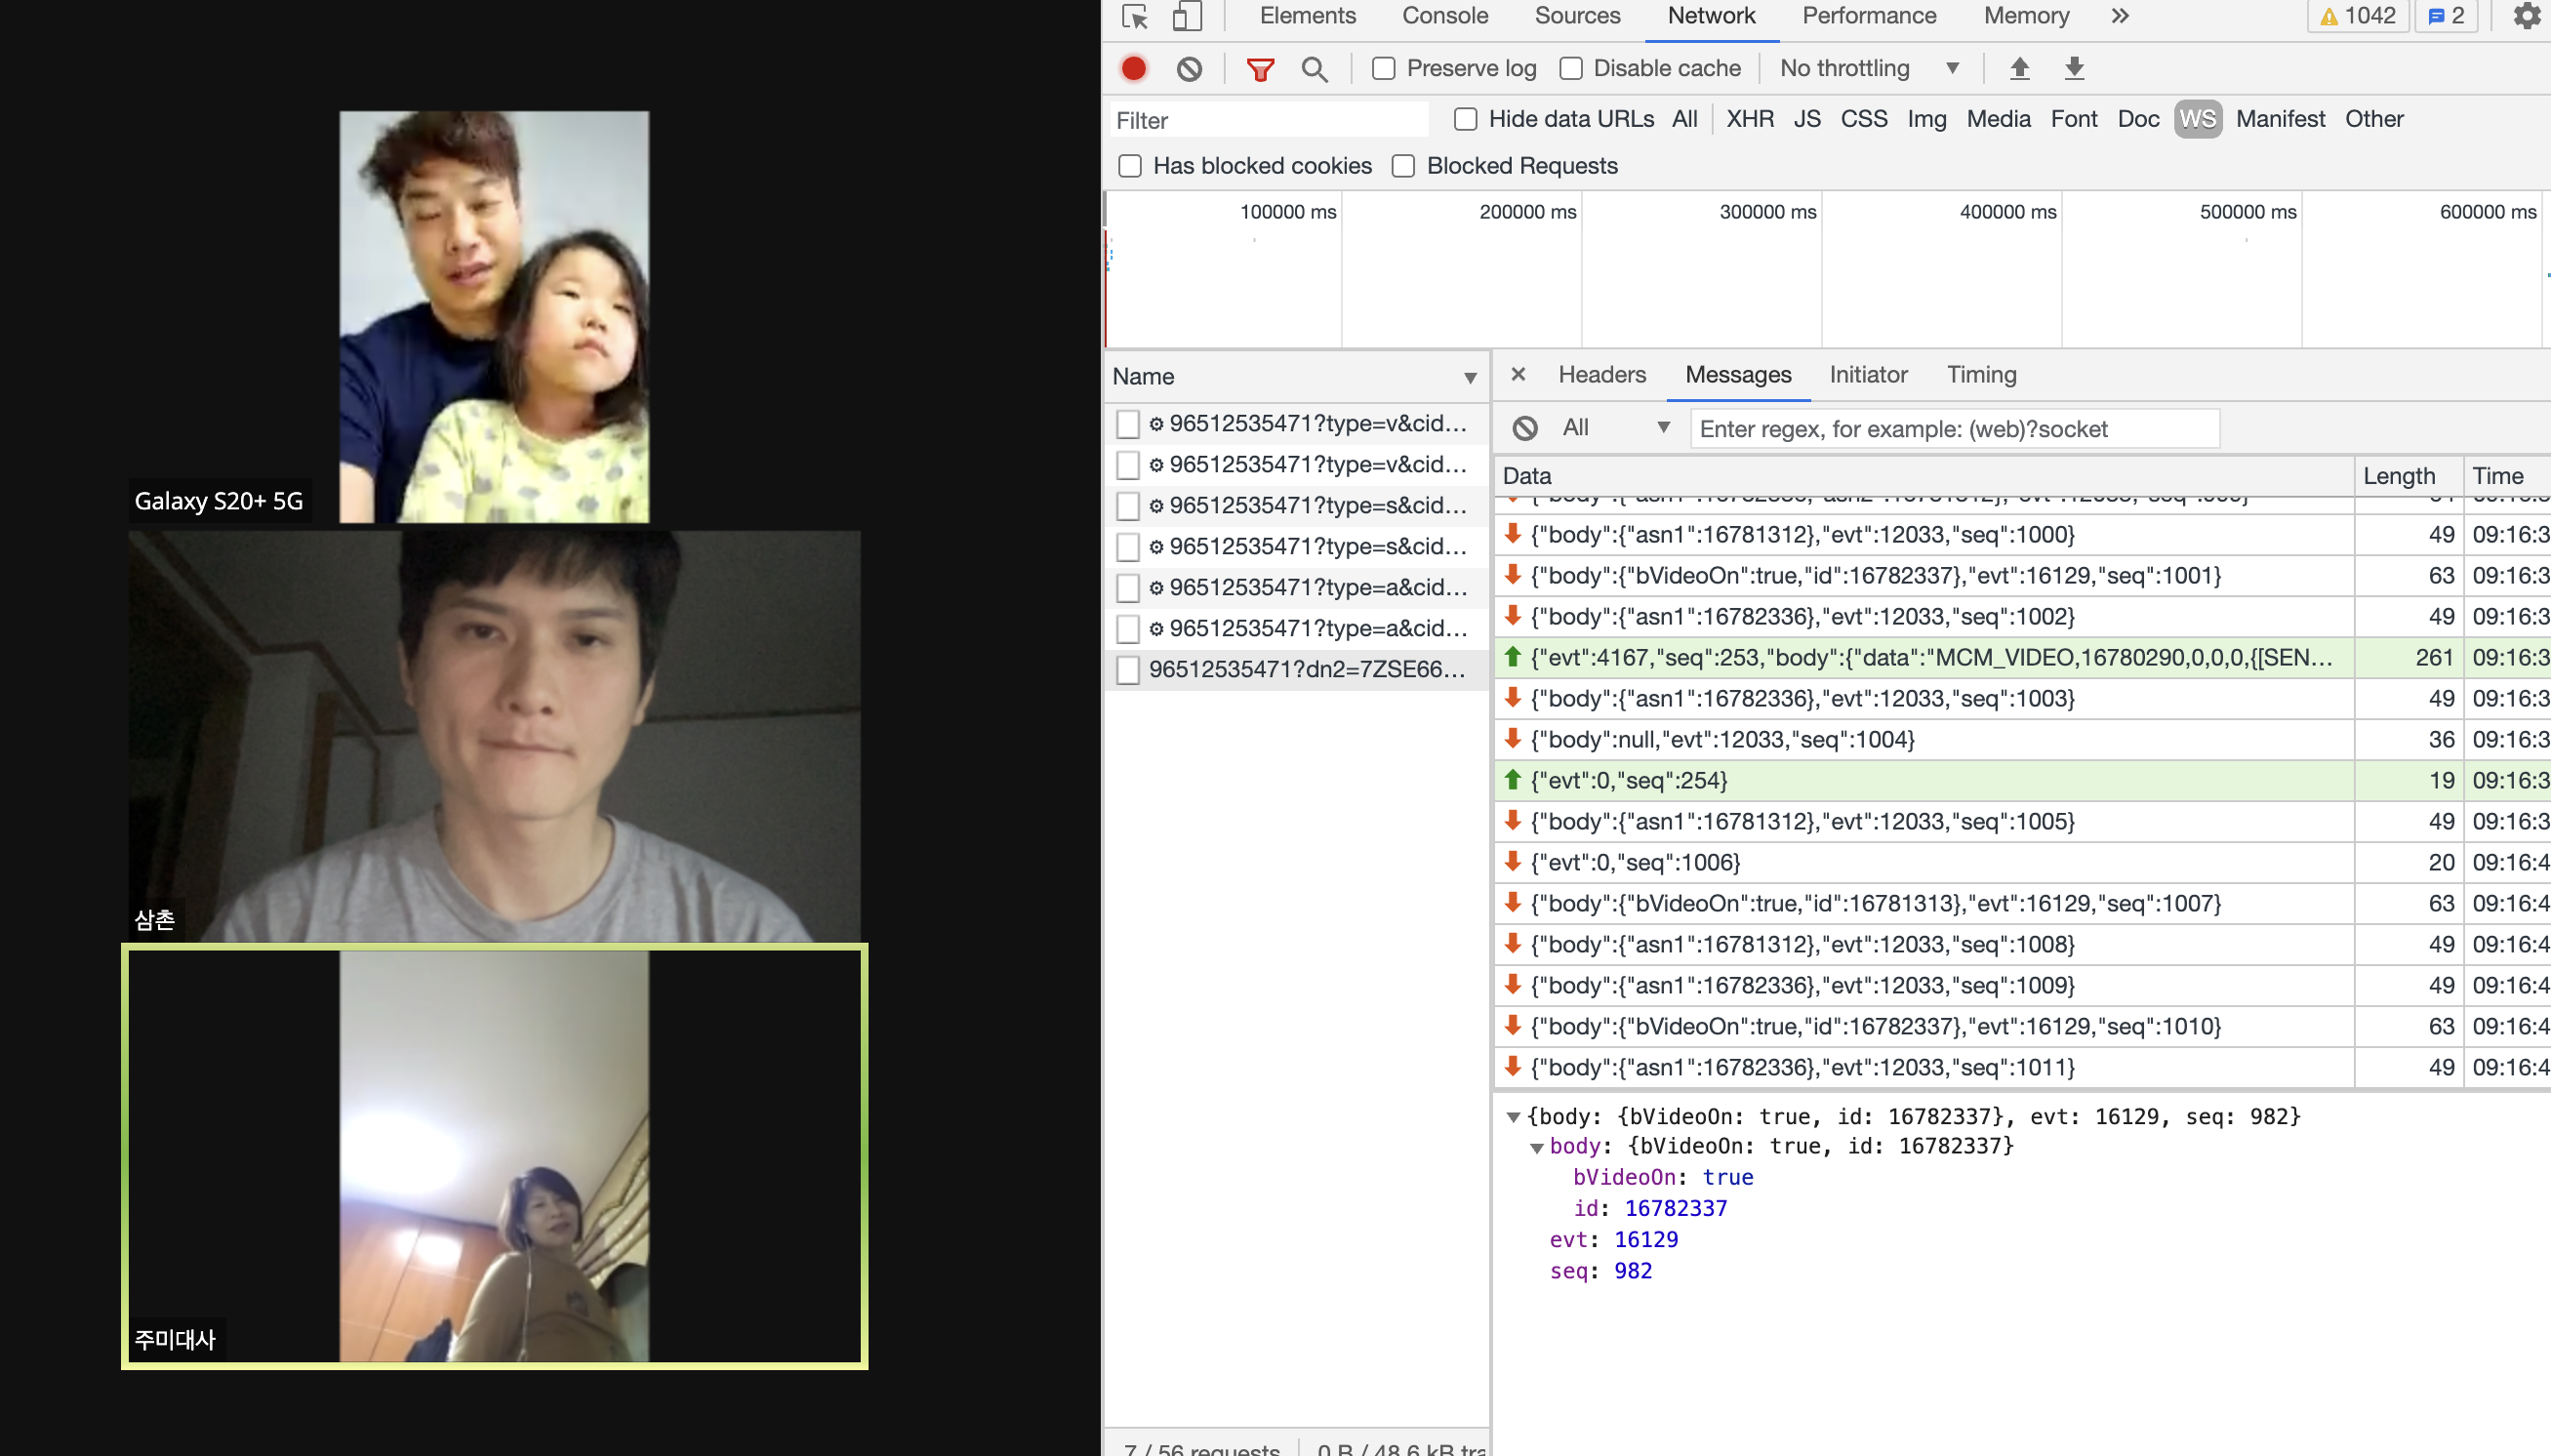 Galaxy S20+ 5G
삼촌
주미대사
Elements Console Sources Network Performance Memory 1042 2
Preserve log Disable cache No throttling
Filter Hide data URLs All XHR JS CSS Img Media Font Doc WS Manifest Other
Has blocked cookies Blocked Requests
100000 ms 200000 ms 300000 ms 400000 ms 500000 ms 600000 ms
Name
96512535471?type=v&cid…
96512535471?type=v&cid…
96512535471?type=s&cid…
96512535471?type=s&cid…
96512535471?type=a&cid…
96512535471?type=a&cid…
96512535471?dn2=7ZSE66…
7 / 56 requests 0 B / 48.6 kB
Headers Messages Initiator Timing
All Enter regex, for example: (web)?socket
Data Length Time
{"body":{"asn1":16781312},"evt":12033,"seq":1000} 49 09:16:3
{"body":{"bVideoOn":true,"id":16782337},"evt":16129,"seq":1001} 63 09:16:3
{"body":{"asn1":16782336},"evt":12033,"seq":1002} 49 09:16:3
{"evt":4167,"seq":253,"body":{"data":"MCM_VIDEO,16780290,0,0,0,{[SEN… 261 09:16:3
{"body":{"asn1":16782336},"evt":12033,"seq":1003} 49 09:16:3
{"body":null,"evt":12033,"seq":1004} 36 09:16:3
{"evt":0,"seq":254} 19 09:16:3
{"body":{"asn1":16781312},"evt":12033,"seq":1005} 49 09:16:3
{"evt":0,"seq":1006} 20 09:16:4
{"body":{"bVideoOn":true,"id":16781313},"evt":16129,"seq":1007} 63 09:16:4
{"body":{"asn1":16781312},"evt":12033,"seq":1008} 49 09:16:4
{"body":{"asn1":16782336},"evt":12033,"seq":1009} 49 09:16:4
{"body":{"bVideoOn":true,"id":16782337},"evt":16129,"seq":1010} 63 09:16:4
{"body":{"asn1":16782336},"evt":12033,"seq":1011} 49 09:16:4
{body: {bVideoOn: true, id: 16782337}, evt: 16129, seq: 982}
body: {bVideoOn: true, id: 16782337}
bVideoOn: true
id: 16782337
evt: 16129
seq: 982